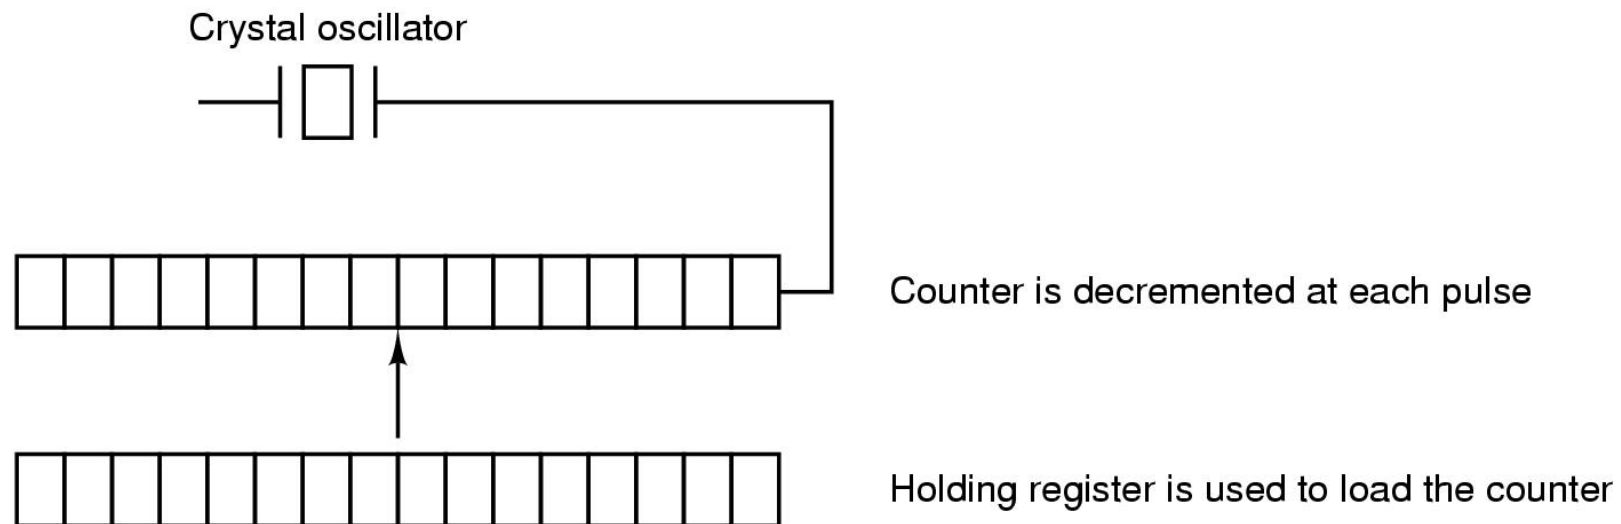 Crystal oscillator
Counter is decremented at each pulse
Holding register is used to load the counter